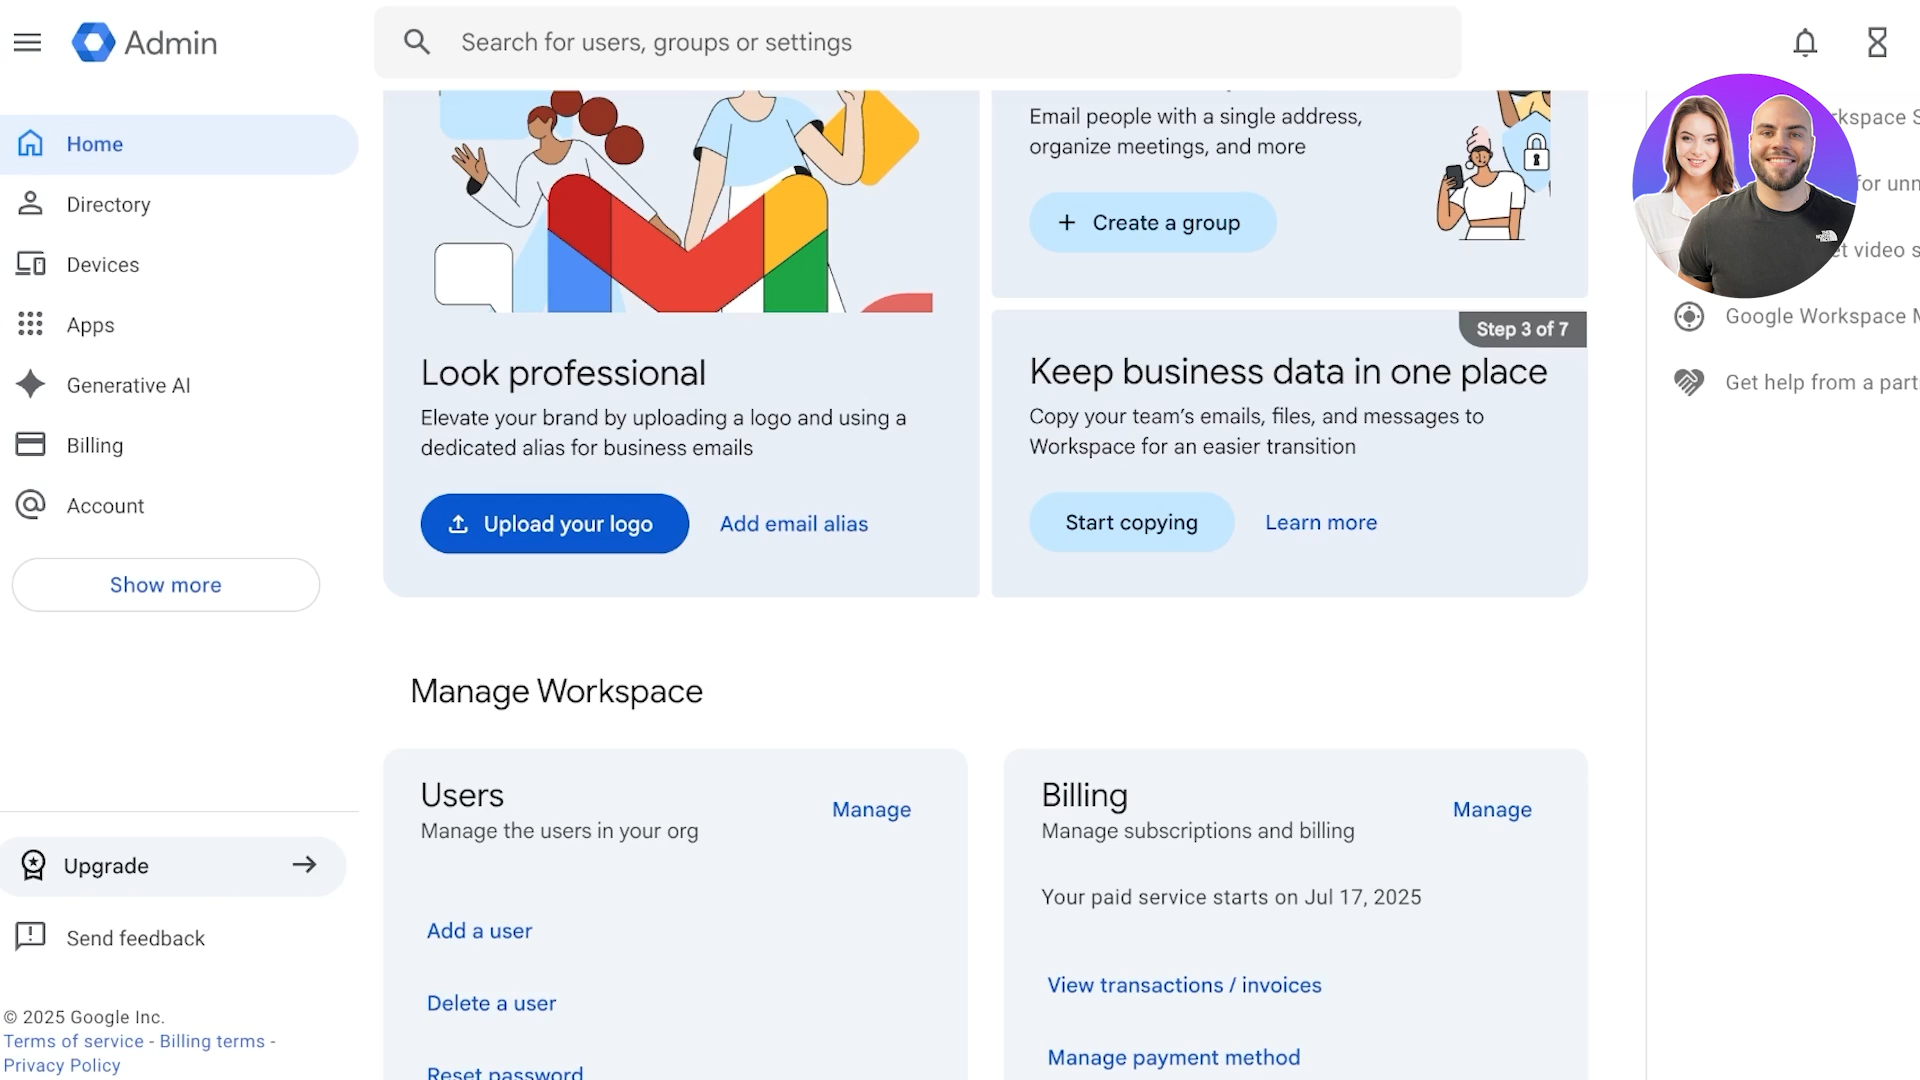 Admin
Search for users, groups or settings
Home
Directory
Devices
Apps
Generative AI
Billing
Account
Show more
Upgrade
Send feedback
© 2025 Google Inc.
Terms of service - Billing terms -
Privacy Policy
Look professional
Elevate your brand by uploading a logo and using a
dedicated alias for business emails
Upload your logo
Add email alias
Email people with a single address,
organize meetings, and more
Create a group
Step 3 of 7
Keep business data in one place
Copy your team’s emails, files, and messages to
Workspace for an easier transition
Start copying
Learn more
Manage Workspace
Users
Manage
Manage the users in your org
Add a user
Delete a user
Reset password
Billing
Manage
Manage subscriptions and billing
Your paid service starts on Jul 17, 2025
View transactions / invoices
Manage payment method
for
video
Google Workspace
Get help from a